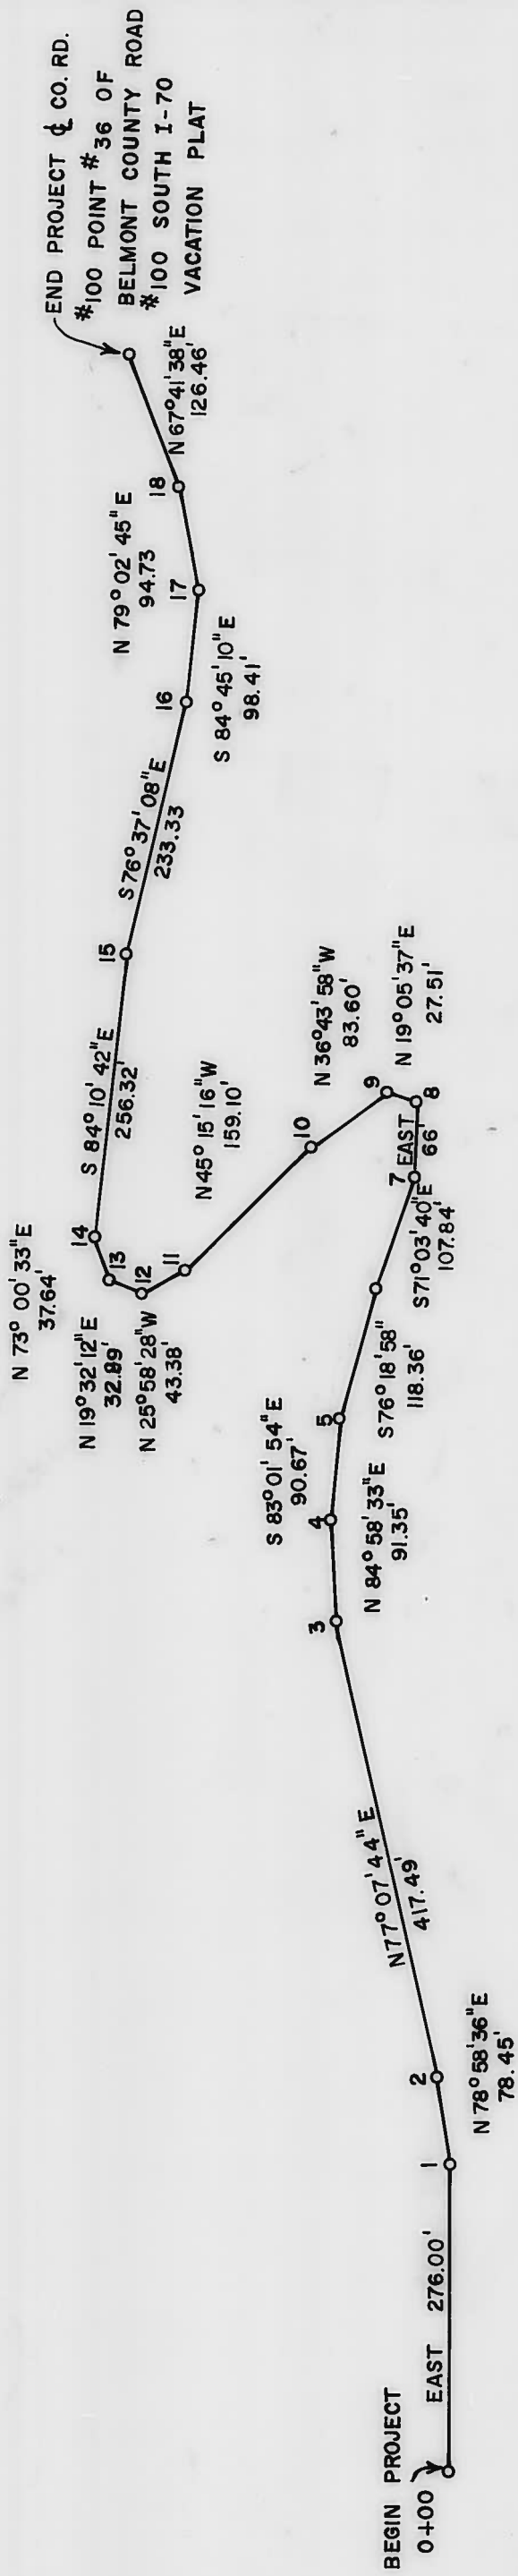 BEGIN PROJECT
0+00
EAST 276.00'
1
N 78° 58' 36" E
78.45'
2
N 77° 07' 44" E
417.49'
3
N 84° 58' 33" E
91.35'
4
S 83° 01' 54" E
90.67'
5
S 76° 18' 58"
118.36'
S 71° 03' 40" E
107.84'
7
EAST
66'
8
N 19° 05' 37" E
27.51'
9
N 36° 43' 58" W
83.60'
10
N 45° 15' 16" W
159.10'
11
N 25° 58' 28" W
43.38'
12
N 19° 32' 12" E
32.89'
13
N 73° 00' 33" E
37.64'
14
S 84° 10' 42" E
256.32'
15
S 76° 37' 08" E
233.33
16
S 84° 45' 10" E
98.41'
17
N 79° 02' 45" E
94.73
18
N 67° 41' 38" E
126.46'
END PROJECT ℄ CO. RD.
#100 POINT #36 OF
BELMONT COUNTY ROAD
#100 SOUTH I-70
VACATION PLAT